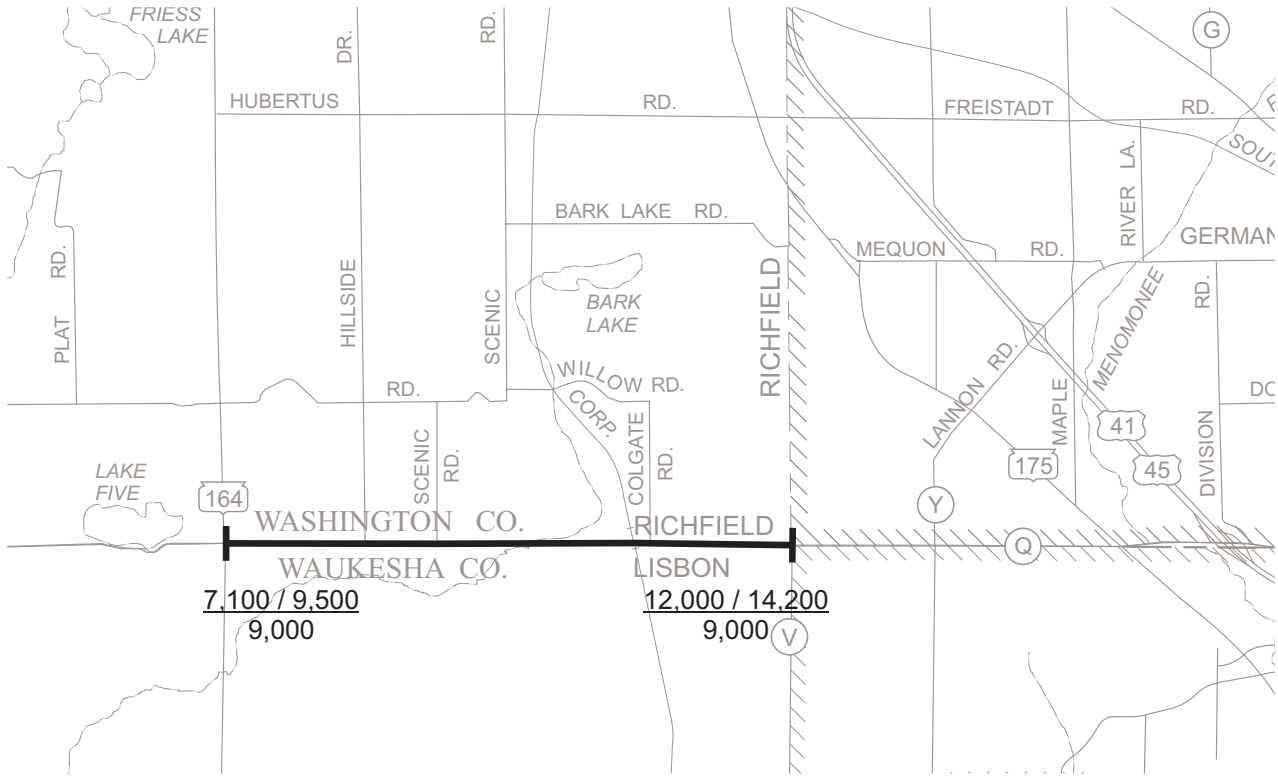 FRIESS
LAKE
DR.
RD.
G
HUBERTUS RD.
FREISTADT RD.
RIVER LA.
BARK LAKE RD.
MEQUON RD.
PLAT RD.
HILLSIDE
SCENIC
BARK
LAKE
RICHFIELD
MENOMONEE
RD.
WILLOW RD.
RD.
CORP.
LANNON RD.
MAPLE
41
DIVISION
SCENIC
RD.
COLGATE
RD.
175
45
LAKE
FIVE
164
Y
WASHINGTON CO.
RICHFIELD
Q
WAUKESHA CO.
LISBON
7,100 / 9,500
9,000
12,000 / 14,200
9,000
V